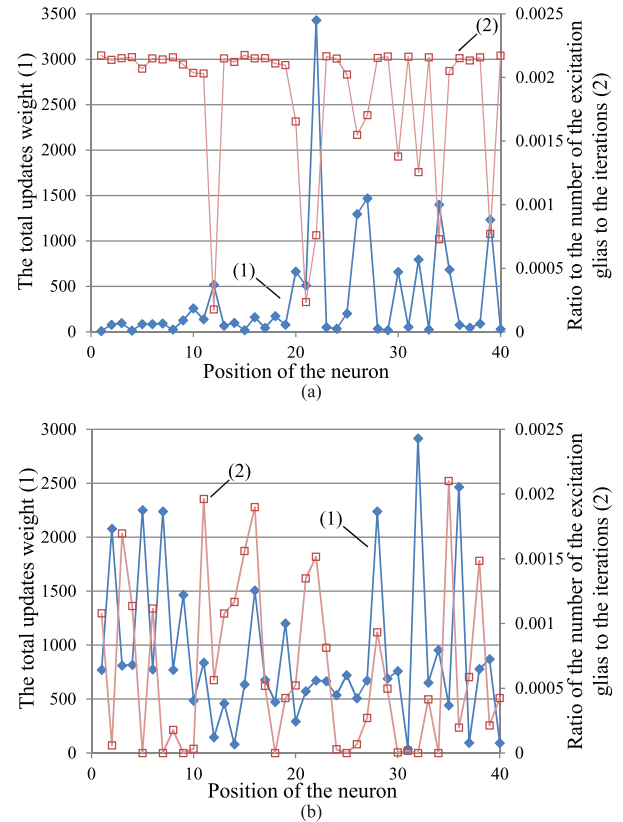 3500
3000
2500
2000
1500
1000
500
0
0.0025
0.002
0.0015
0.001
0.0005
0
0 10 20 30 40
The total updates weight (1)
Ratio to the number of the excitation
glias to the iterations (2)
(1)
(2)
Position of the neuron
(a)
3000
2500
2000
1500
1000
500
0
0.0025
0.002
0.0015
0.001
0.0005
0
0 10 20 30 40
The total updates weight (1)
Ratio of the number of the excitation
glias to the iterations (2)
(2)
(1)
Position of the neuron
(b)